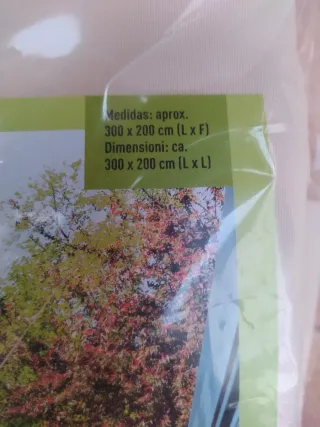 Medidas: aprox.
300 x 200 cm (L x F)
Dimensioni: ca.
300 x 200 cm (L x L)